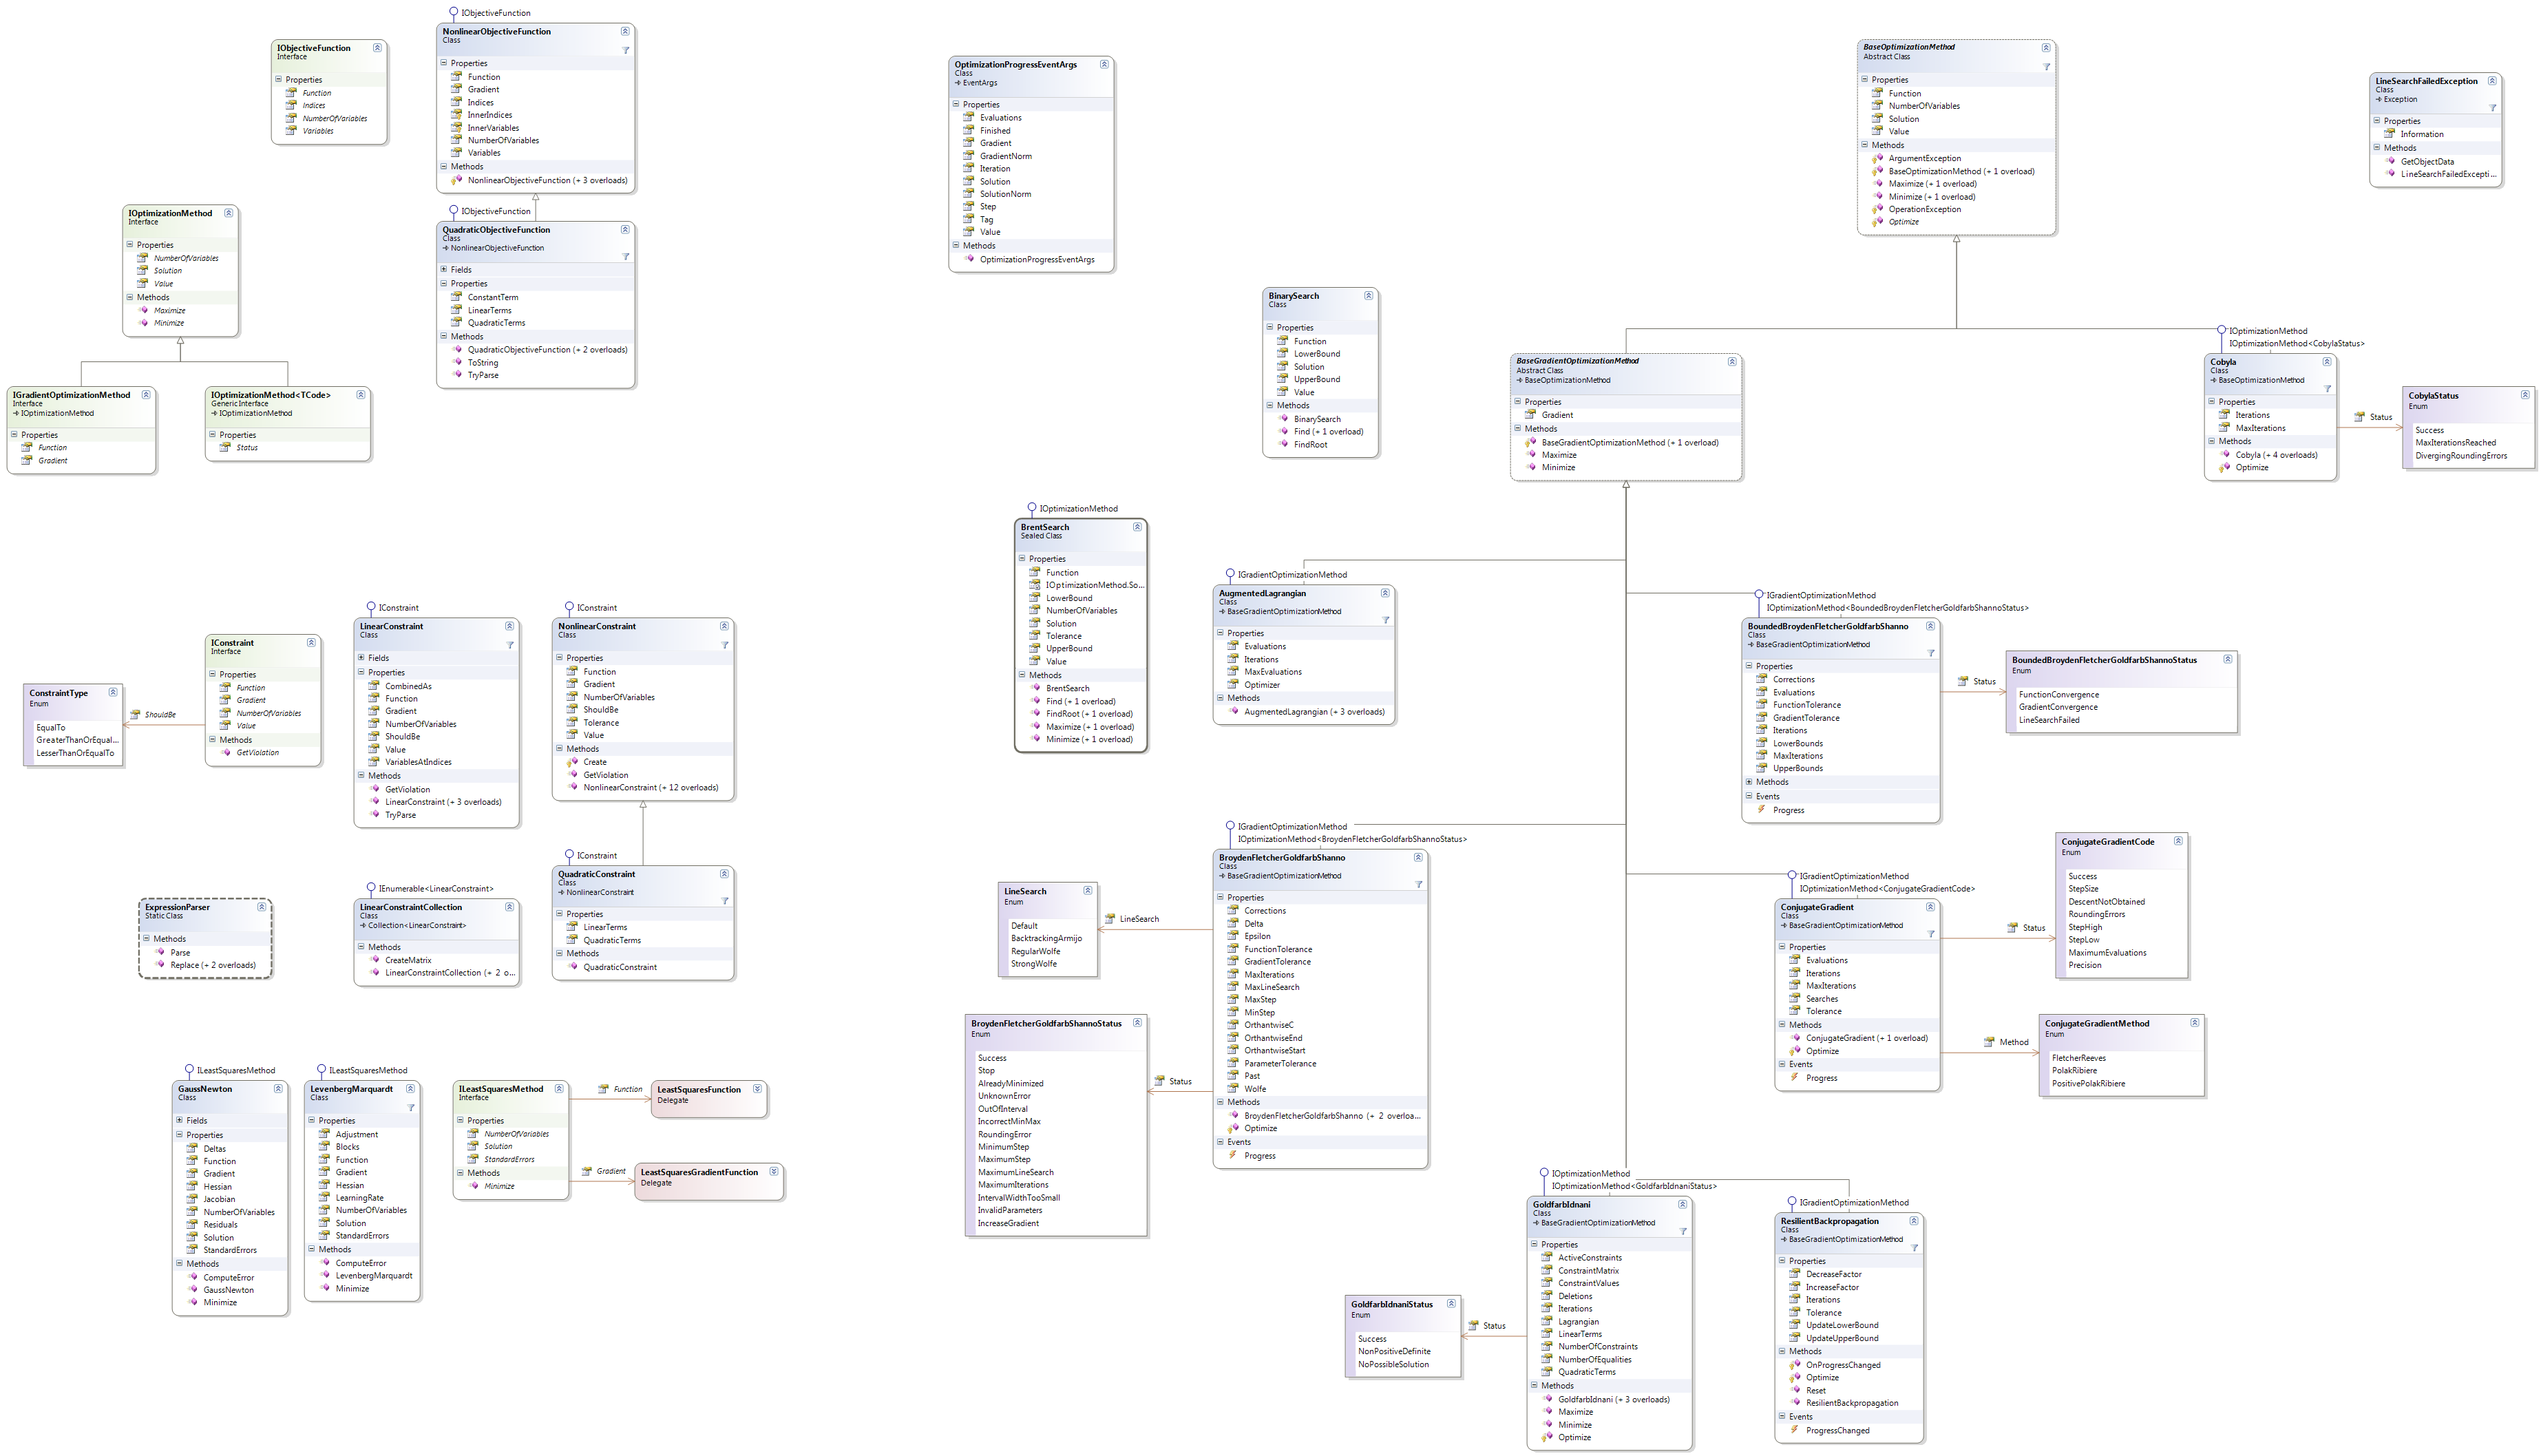 IObjectiveFunction
Interface
Properties
Function
Indices
NumberOfVariables
Variables
IObjectiveFunction
NonlinearObjectiveFunction
Class
Properties
Function
Gradient
Indices
InnerIndices
InnerVariables
NumberOfVariables
Variables
Methods
NonlinearObjectiveFunction (+ 3 overloads)
IObjectiveFunction
QuadraticObjectiveFunction
Class
NonlinearObjectiveFunction
Fields
Properties
ConstantTerm
LinearTerms
QuadraticTerms
Methods
QuadraticObjectiveFunction (+ 2 overloads)
ToString
TryParse
IOptimizationMethod
Interface
Properties
NumberOfVariables
Solution
Value
Methods
Maximize
Minimize
IGradientOptimizationMethod
Interface
IOptimizationMethod
Properties
Function
Gradient
IOptimizationMethod<TCode>
Generic Interface
IOptimizationMethod
Properties
Status
OptimizationProgressEventArgs
Class
EventArgs
Properties
Evaluations
Finished
Gradient
GradientNorm
Iteration
Solution
SolutionNorm
Step
Tag
Value
Methods
OptimizationProgressEventArgs
BaseOptimizationMethod
Abstract Class
Properties
Function
NumberOfVariables
Solution
Value
Methods
ArgumentException
BaseOptimizationMethod (+ 1 overload)
Maximize (+ 1 overload)
Minimize (+ 1 overload)
OperationException
Optimize
LineSearchFailedException
Class
Exception
Properties
Information
Methods
GetObjectData
LineSearchFailedExcepti...
BinarySearch
Class
Properties
Function
LowerBound
Solution
UpperBound
Value
Methods
BinarySearch
Find (+ 1 overload)
FindRoot
BaseGradientOptimizationMethod
Abstract Class
BaseOptimizationMethod
Properties
Gradient
Methods
BaseGradientOptimizationMethod (+ 1 overload)
Maximize
Minimize
IOptimizationMethod
IOptimizationMethod<CobylaStatus>
Cobyla
Class
BaseOptimizationMethod
Properties
Iterations
MaxIterations
Methods
Cobyla (+ 4 overloads)
Optimize
Status
CobylaStatus
Enum
Success
MaxIterationsReached
DivergingRoundingErrors
IOptimizationMethod
BrentSearch
Sealed Class
Properties
Function
IOptimizationMethod.So...
LowerBound
NumberOfVariables
Solution
Tolerance
UpperBound
Value
Methods
BrentSearch
Find (+ 1 overload)
FindRoot (+ 1 overload)
Maximize (+ 1 overload)
Minimize (+ 1 overload)
IGradientOptimizationMethod
AugmentedLagrangian
Class
BaseGradientOptimizationMethod
Properties
Evaluations
Iterations
MaxEvaluations
Optimizer
Methods
AugmentedLagrangian (+ 3 overloads)
IGradientOptimizationMethod
IOptimizationMethod<BoundedBroydenFletcherGoldfarbShannoStatus>
BoundedBroydenFletcherGoldfarbShanno
Class
BaseGradientOptimizationMethod
Properties
Corrections
Evaluations
FunctionTolerance
GradientTolerance
Iterations
LowerBounds
MaxIterations
UpperBounds
Methods
Events
Progress
Status
BoundedBroydenFletcherGoldfarbShannoStatus
Enum
FunctionConvergence
GradientConvergence
LineSearchFailed
ConstraintType
Enum
EqualTo
GreaterThanOrEqual...
LesserThanOrEqualTo
ShouldBe
IConstraint
Interface
Properties
Function
Gradient
NumberOfVariables
Value
Methods
GetViolation
IConstraint
LinearConstraint
Class
Fields
Properties
CombinedAs
Function
Gradient
NumberOfVariables
ShouldBe
Value
VariablesAtIndices
Methods
GetViolation
LinearConstraint (+ 3 overloads)
TryParse
IConstraint
NonlinearConstraint
Class
Properties
Function
Gradient
NumberOfVariables
ShouldBe
Tolerance
Value
Methods
Create
GetViolation
NonlinearConstraint (+ 12 overloads)
IConstraint
QuadraticConstraint
Class
NonlinearConstraint
Properties
LinearTerms
QuadraticTerms
Methods
QuadraticConstraint
ExpressionParser
Static Class
Methods
Parse
Replace (+ 2 overloads)
IEnumerable<LinearConstraint>
LinearConstraintCollection
Class
Collection<LinearConstraint>
Methods
CreateMatrix
LinearConstraintCollection (+ 2 o...
IGradientOptimizationMethod
IOptimizationMethod<BroydenFletcherGoldfarbShannoStatus>
BroydenFletcherGoldfarbShanno
Class
BaseGradientOptimizationMethod
Properties
Corrections
Delta
Epsilon
FunctionTolerance
GradientTolerance
MaxIterations
MaxLineSearch
MaxStep
MinStep
OrthantwiseC
OrthantwiseEnd
OrthantwiseStart
ParameterTolerance
Past
Wolfe
Methods
BroydenFletcherGoldfarbShanno (+ 2 overloa...
Optimize
Events
Progress
LineSearch
LineSearch
Enum
Default
BacktrackingArmijo
RegularWolfe
StrongWolfe
Status
BroydenFletcherGoldfarbShannoStatus
Enum
Success
Stop
AlreadyMinimized
UnknownError
OutOfInterval
IncorrectMinMax
RoundingError
MinimumStep
MaximumStep
MaximumLineSearch
MaximumIterations
IntervalWidthTooSmall
InvalidParameters
IncreaseGradient
IGradientOptimizationMethod
IOptimizationMethod<ConjugateGradientCode>
ConjugateGradient
Class
BaseGradientOptimizationMethod
Properties
Evaluations
Iterations
MaxIterations
Searches
Tolerance
Methods
ConjugateGradient (+ 1 overload)
Optimize
Events
Progress
Status
ConjugateGradientCode
Enum
Success
StepSize
DescentNotObtained
RoundingErrors
StepHigh
StepLow
MaximumEvaluations
Precision
Method
ConjugateGradientMethod
Enum
FletcherReeves
PolakRibiere
PositivePolakRibiere
ILeastSquaresMethod
GaussNewton
Class
Fields
Properties
Deltas
Function
Gradient
Hessian
Jacobian
NumberOfVariables
Residuals
Solution
StandardErrors
Methods
ComputeError
GaussNewton
Minimize
ILeastSquaresMethod
LevenbergMarquardt
Class
Properties
Adjustment
Blocks
Function
Gradient
Hessian
LearningRate
NumberOfVariables
Solution
StandardErrors
Methods
ComputeError
LevenbergMarquardt
Minimize
ILeastSquaresMethod
Interface
Properties
NumberOfVariables
Solution
StandardErrors
Methods
Minimize
Function
LeastSquaresFunction
Delegate
Gradient
LeastSquaresGradientFunction
Delegate
IOptimizationMethod
IOptimizationMethod<GoldfarbIdnaniStatus>
GoldfarbIdnani
Class
BaseGradientOptimizationMethod
Properties
ActiveConstraints
ConstraintMatrix
ConstraintValues
Deletions
Iterations
Lagrangian
LinearTerms
NumberOfConstraints
NumberOfEqualities
QuadraticTerms
Methods
GoldfarbIdnani (+ 3 overloads)
Maximize
Minimize
Optimize
Status
GoldfarbIdnaniStatus
Enum
Success
NonPositiveDefinite
NoPossibleSolution
IGradientOptimizationMethod
ResilientBackpropagation
Class
BaseGradientOptimizationMethod
Properties
DecreaseFactor
IncreaseFactor
Iterations
Tolerance
UpdateLowerBound
UpdateUpperBound
Methods
OnProgressChanged
Optimize
Reset
ResilientBackpropagation
Events
ProgressChanged